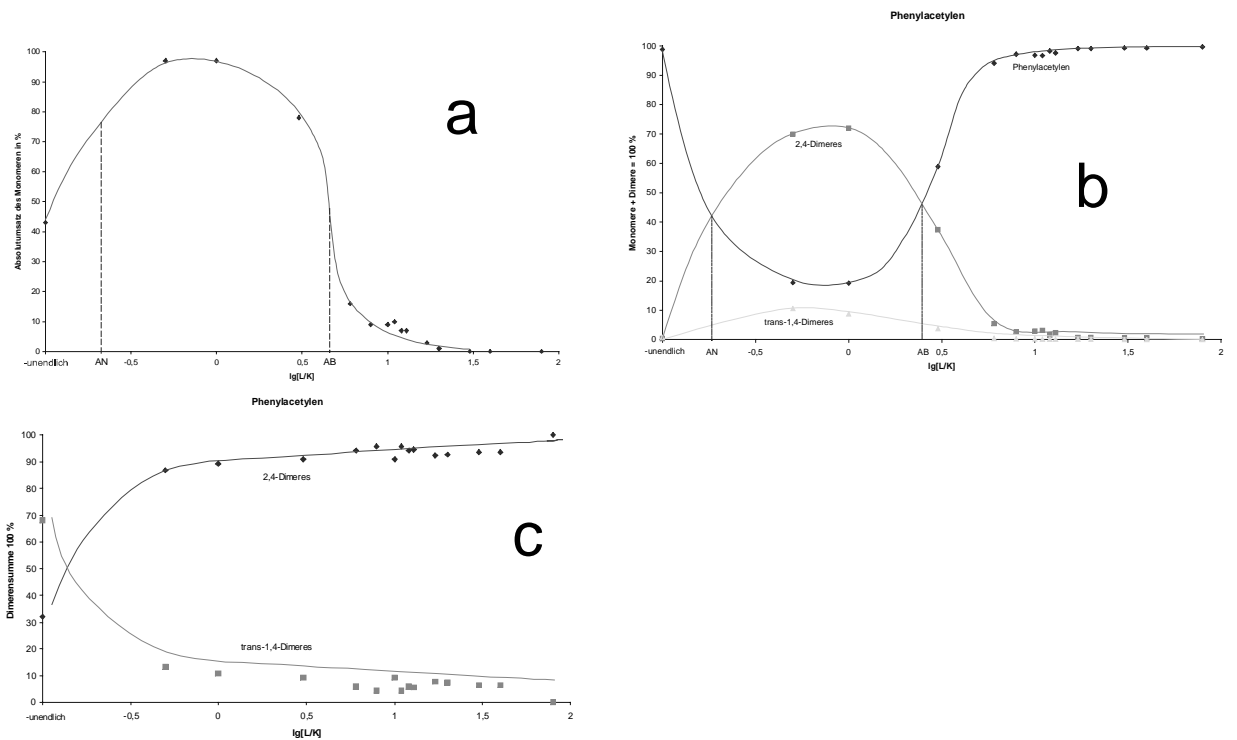 100
90
80
70
60
50
40
30
20
10
0
Absolutumsatz des Monomeren in %
a
-unendlich AN -0,5 0 0,5 AB 1 1,5 2
lg[L/K]
Phenylacetylen
100
90
80
70
60
50
40
30
20
10
0
Monomere + Dimere = 100 %
Phenylacetylen
2,4-Dimeres
b
trans-1,4-Dimeres
-unendlich AN -0,5 0 AB 0,5 1 1,5 2
lg[L/K]
Phenylacetylen
100
90
80
70
60
50
40
30
20
10
0
Dimerensumme 100 %
2,4-Dimeres
c
trans-1,4-Dimeres
-unendlich -0,5 0 0,5 1 1,5 2
lg[L/K]